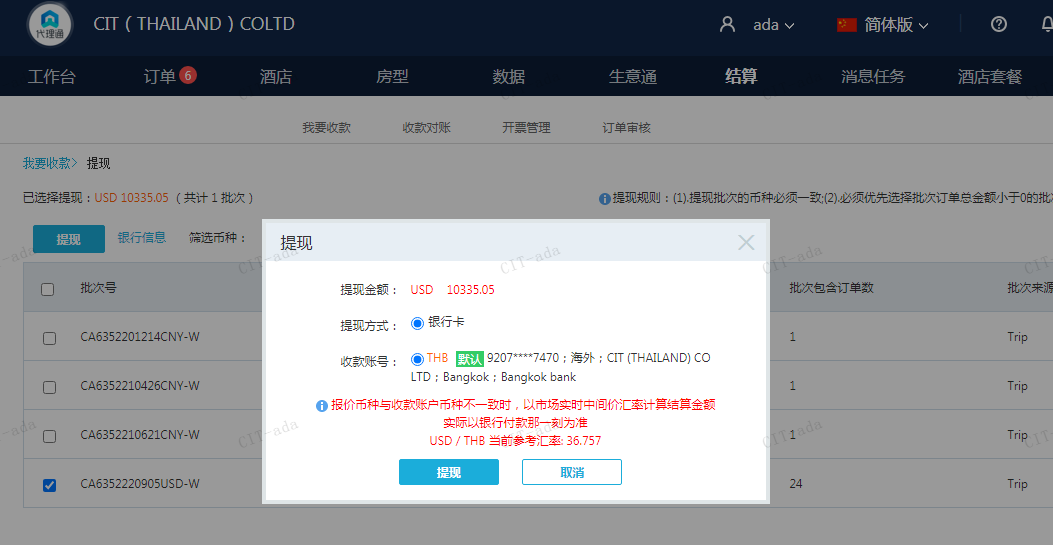 代理通
CIT ( THAILAND ) COLTD
ada
简体版
工作台
订单 6
酒店
房型
数据
生意通
结算
消息任务
酒店套餐
我要收款
收款对账
开票管理
订单审核
我要收款> 提现
已选择提现：USD 10335.05 （ 共计 1 批次 ）
提现规则：(1).提现批次的币种必须一致;(2).必须优先选择批次订单总金额小于0的批次
提现
银行信息
筛选币种：
批次号
批次包含订单数
批次来源
CA6352201214CNY-W
1
Trip
CA6352210426CNY-W
1
CA6352210621CNY-W
1
CA6352220905USD-W
24
Trip
提现
提现金额： USD 10335.05
提现方式： 银行卡
收款账号： THB 默认 9207****7470；海外；CIT (THAILAND) CO
LTD；Bangkok；Bangkok bank
报价币种与收款账户币种不一致时，以市场实时中间价汇率计算结算金额
实际以银行付款那一刻为准
USD / THB 当前参考汇率: 36.757
提现
取消
CIT-ada
CIT-ada
CIT-ada
CIT-ada
CIT-ada